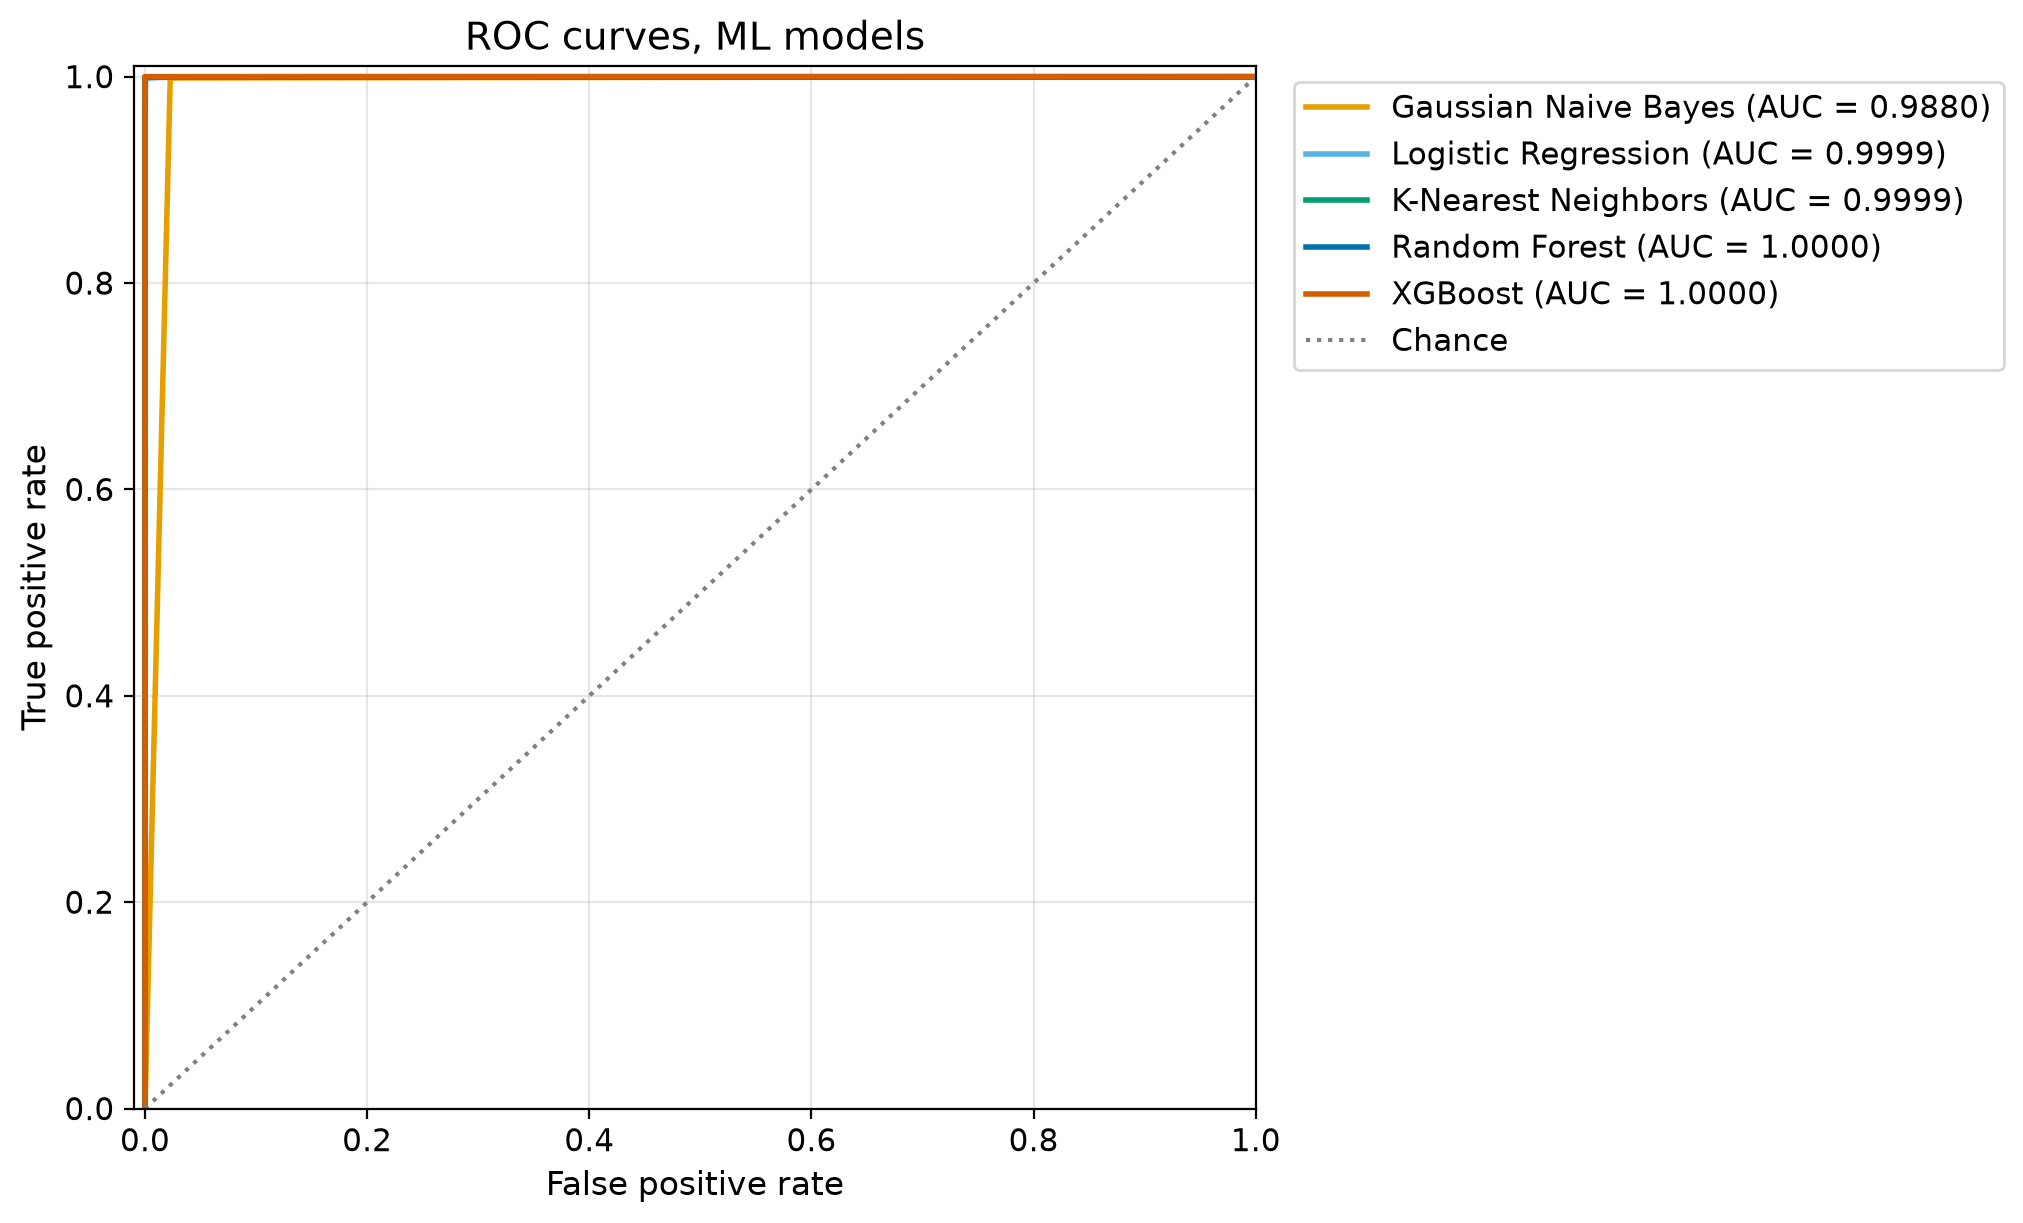 ROC curves, ML models
Gaussian Naive Bayes (AUC = 0.9880)
Logistic Regression (AUC = 0.9999)
K-Nearest Neighbors (AUC = 0.9999)
Random Forest (AUC = 1.0000)
XGBoost (AUC = 1.0000)
Chance
True positive rate
1.0
0.8
0.6
0.4
0.2
0.0
0.0 0.2 0.4 0.6 0.8 1.0
False positive rate